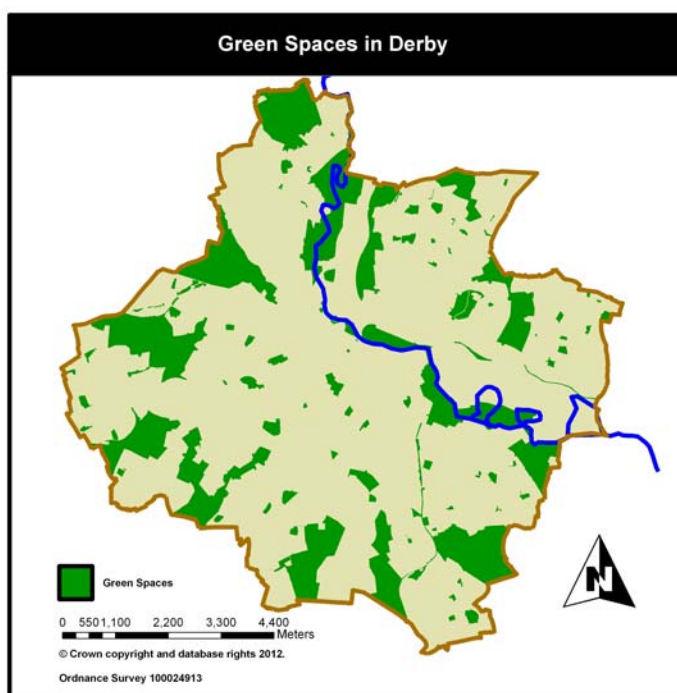 Green Spaces in Derby
N
Green Spaces
0 550 1,100 2,200 3,300 4,400
Meters
© Crown copyright and database rights 2012.
Ordnance Survey 100024913